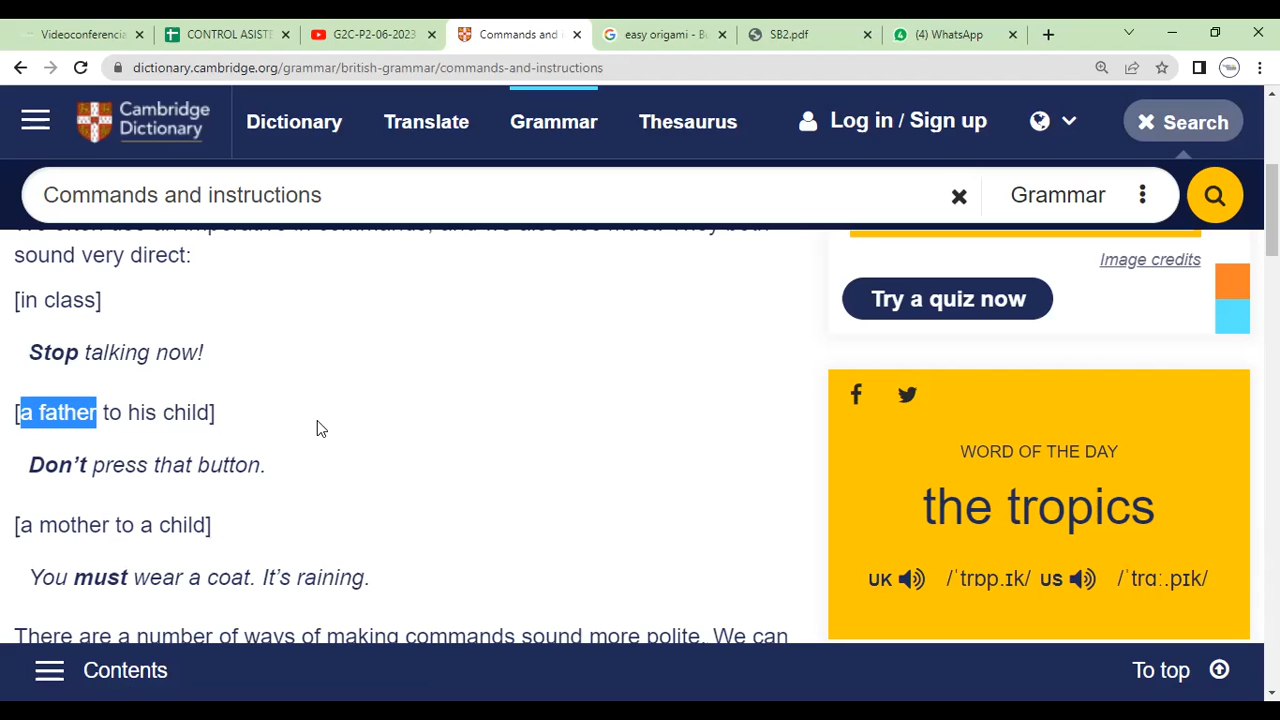 Videoconferencia
CONTROL ASISTE
G2C-P2-06-2023
Commands and i
easy origami - Bu
SB2.pdf
(4) WhatsApp
dictionary.cambridge.org/grammar/british-grammar/commands-and-instructions
Cambridge
Dictionary
Dictionary
Translate
Grammar
Thesaurus
Log in / Sign up
Search
Commands and instructions
Grammar
sound very direct:
[in class]
Stop talking now!
[a father to his child]
Don't press that button.
[a mother to a child]
You must wear a coat. It's raining.
There are a number of ways of making commands sound more polite. We can
Image credits
Try a quiz now
WORD OF THE DAY
the tropics
UK /ˈtrɒp.ɪk/ US /ˈtrɑː.pɪk/
Contents
To top